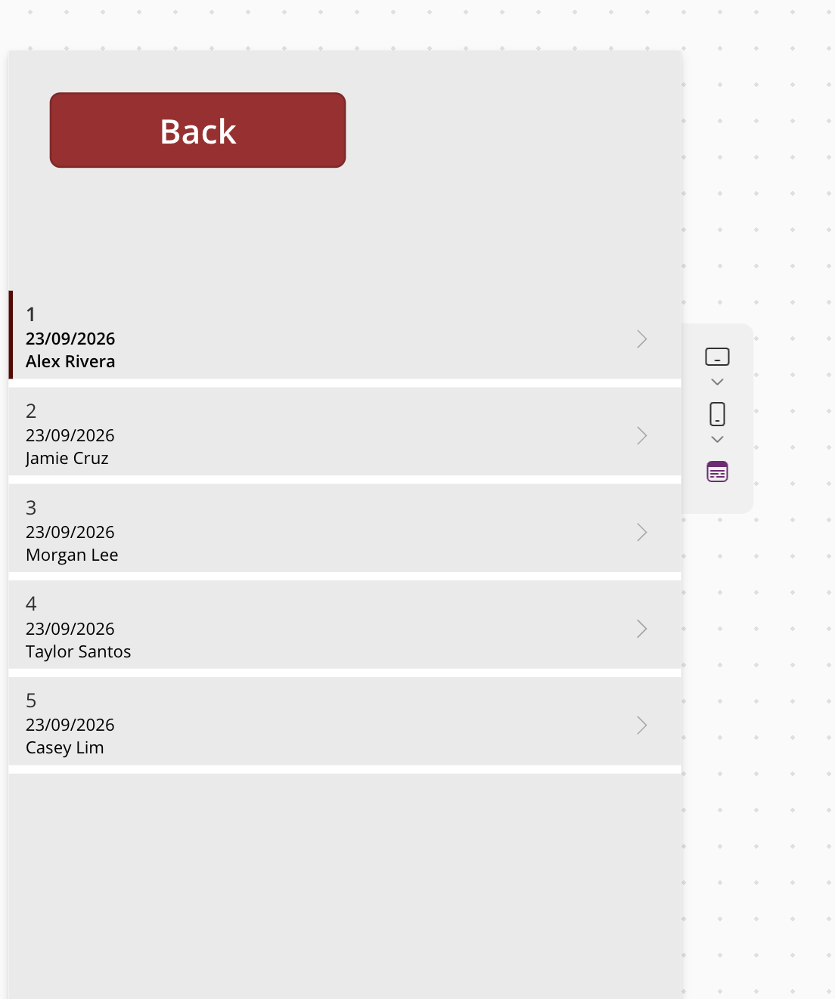 Back
1
23/09/2026
Alex Rivera
2
23/09/2026
Jamie Cruz
3
23/09/2026
Morgan Lee
4
23/09/2026
Taylor Santos
5
23/09/2026
Casey Lim